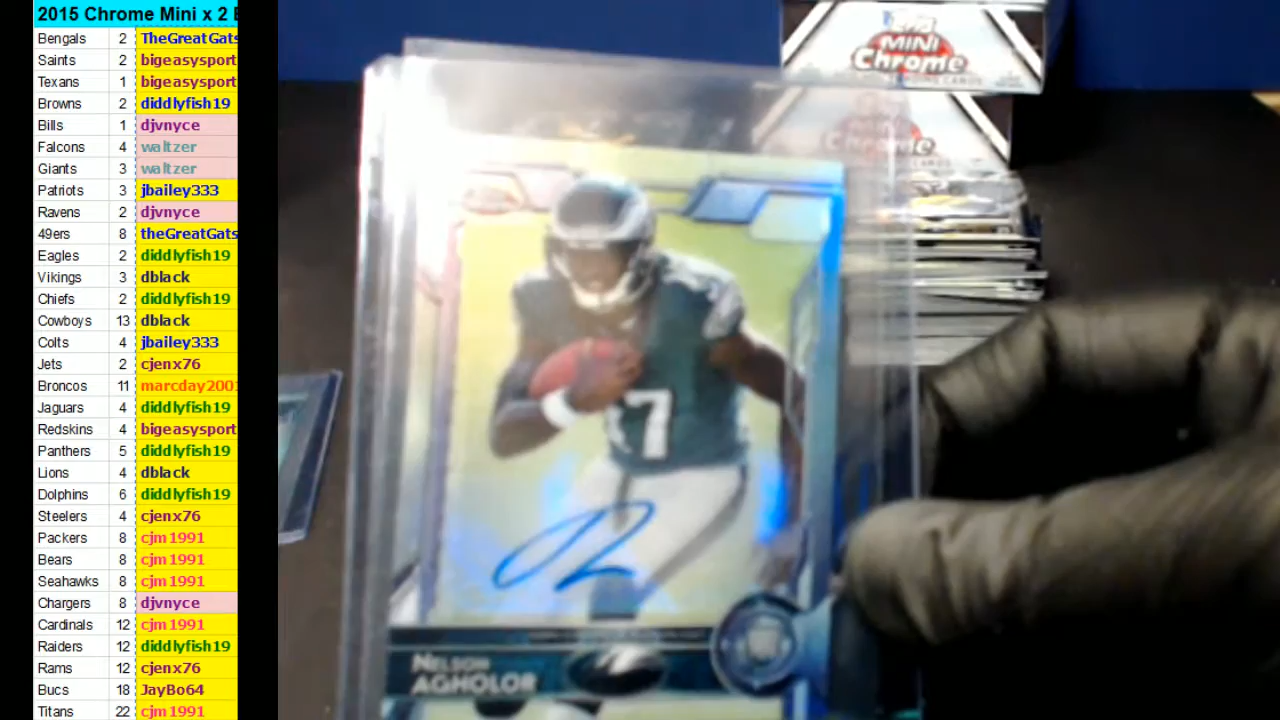 2015 Chrome Mini x 2 B
Bengals 2 TheGreatGats
Saints 2 bigeasysport
Texans 1 bigeasysport
Browns 2 diddlyfish19
Bills 1 djvnyce
Falcons 4 waltzer
Giants 3 waltzer
Patriots 3 jbailey333
Ravens 2 djvnyce
49ers 8 theGreatGats
Eagles 2 diddlyfish19
Vikings 3 dblack
Chiefs 2 diddlyfish19
Cowboys 13 dblack
Colts 4 jbailey333
Jets 2 cjenx76
Broncos 11 marcday2001
Jaguars 4 diddlyfish19
Redskins 4 bigeasysport
Panthers 5 diddlyfish19
Lions 4 dblack
Dolphins 6 diddlyfish19
Steelers 4 cjenx76
Packers 8 cjm1991
Bears 8 cjm1991
Seahawks 8 cjm1991
Chargers 8 djvnyce
Cardinals 12 cjm1991
Raiders 12 diddlyfish19
Rams 12 cjenx76
Bucs 18 JayBo64
Titans 22 cjm1991
MINI
Chrome
17
NELSON
AGHOLOR